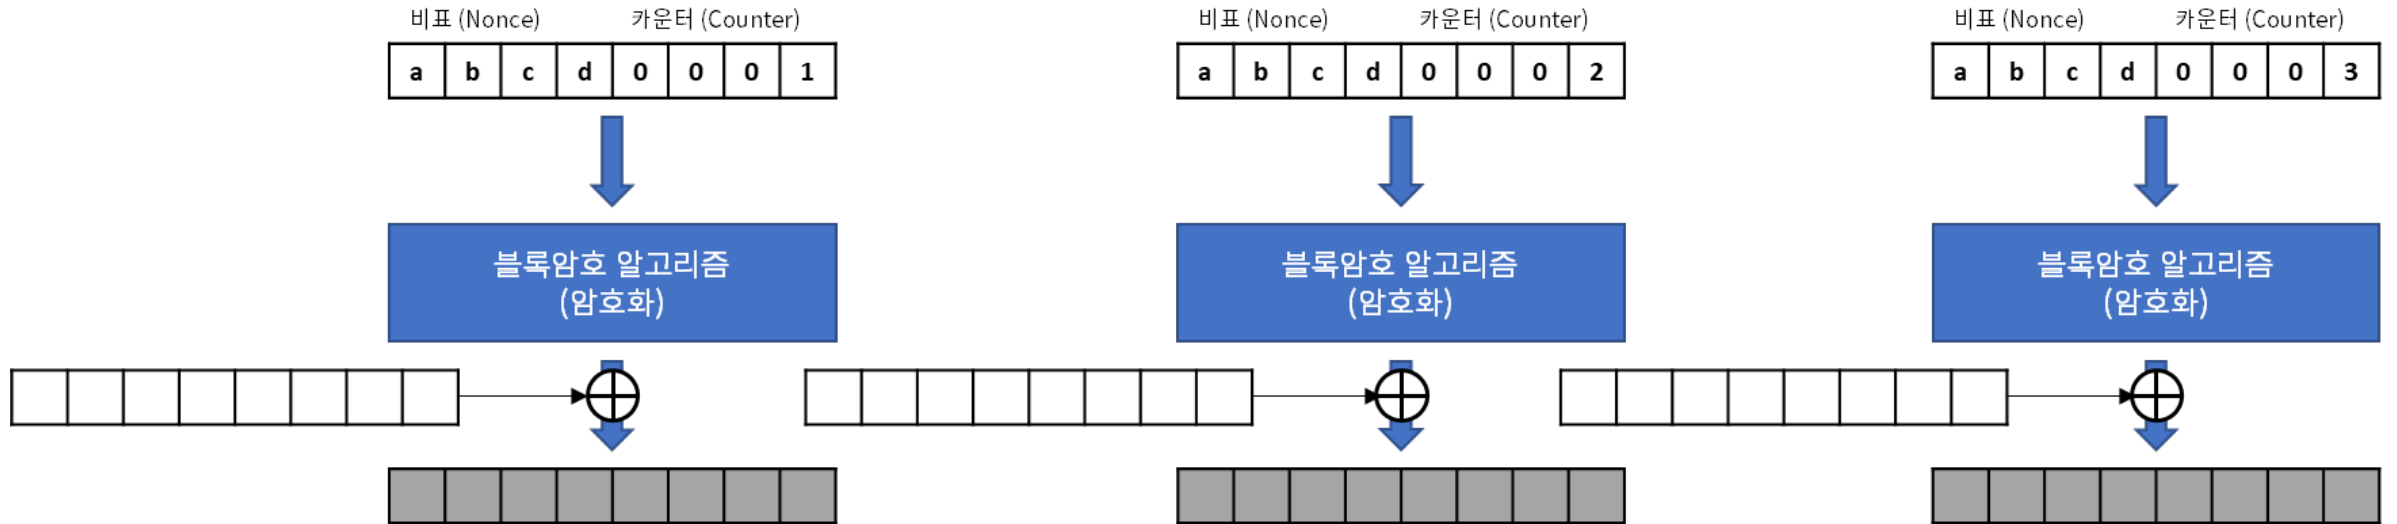 비표 (Nonce) 카운터 (Counter) 비표 (Nonce) 카운터 (Counter) 비표 (Nonce) 카운터 (Counter)
a b c d 0 0 0 1 a b c d 0 0 0 2 a b c d 0 0 0 3
블록암호 알고리즘 블록암호 알고리즘 블록암호 알고리즘
(암호화) (암호화) (암호화)